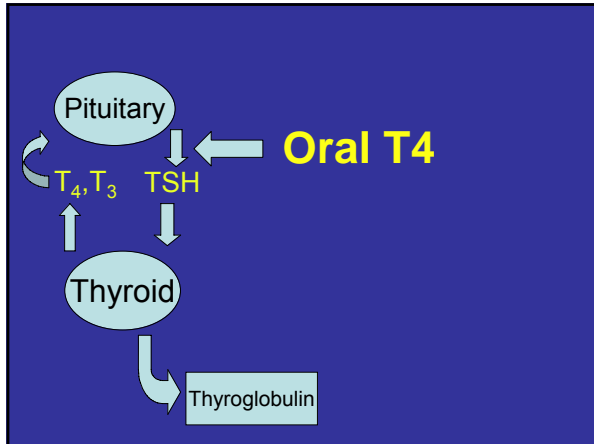 Pituitary
Oral T4
T₄,T₃ TSH
Thyroid
Thyroglobulin